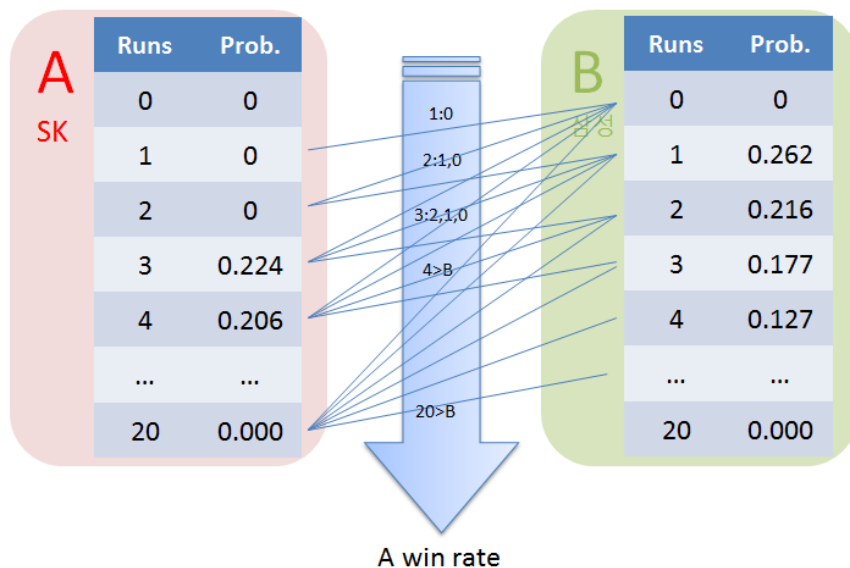 A
SK
Runs Prob.
0 0
1 0
2 0
3 0.224
4 0.206
... ...
20 0.000
1:0
2:1,0
3:2,1,0
4>B
20>B
A win rate
B
삼성
Runs Prob.
0 0
1 0.262
2 0.216
3 0.177
4 0.127
... ...
20 0.000